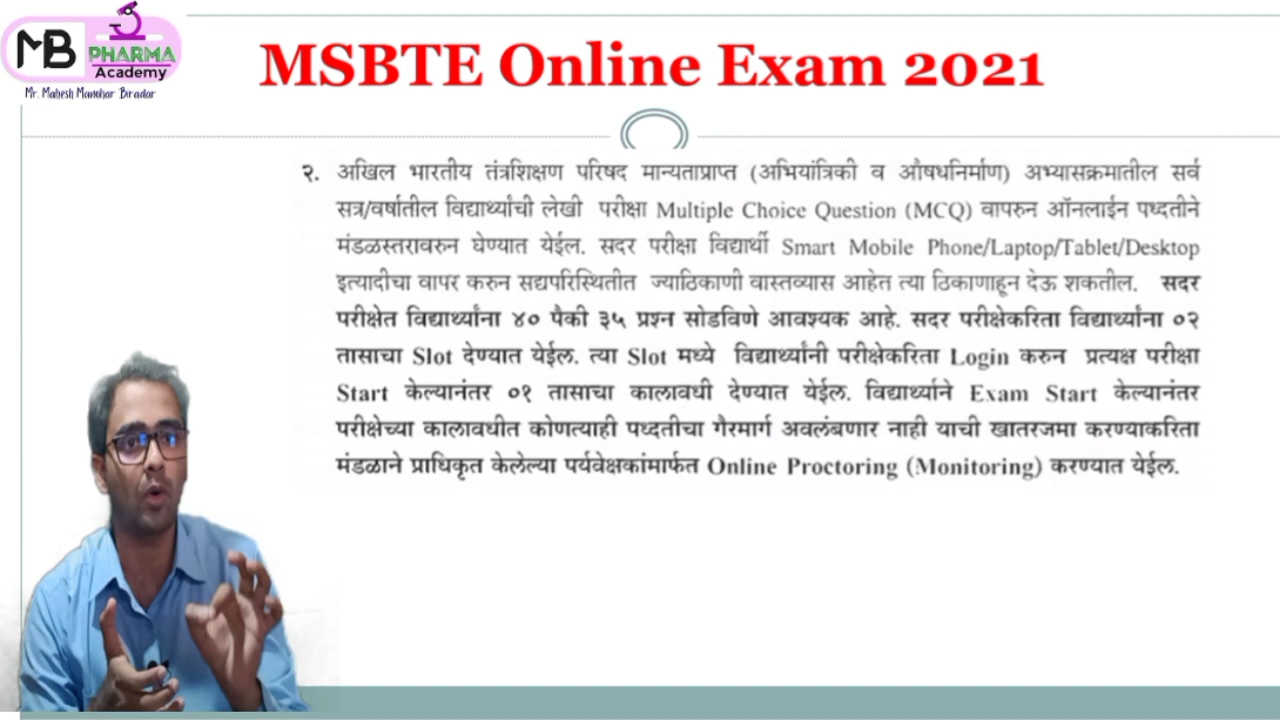 MB
PHARMA
Academy
Mr. Mahesh Manohar Biradar
MSBTE Online Exam 2021
२. अखिल भारतीय तंत्रशिक्षण परिषद मान्यताप्राप्त (अभियांत्रिकी व औषधनिर्माण) अभ्यासक्रमातील सर्व
सत्र/वर्षातील विद्यार्थ्यांची लेखी परीक्षा Multiple Choice Question (MCQ) वापरुन ऑनलाईन पध्दतीने
मंडळस्तरावरुन घेण्यात येईल. सदर परीक्षा विद्यार्थी Smart Mobile Phone/Laptop/Tablet/Desktop
इत्यादीचा वापर करुन सद्यपरिस्थितीत ज्याठिकाणी वास्तव्यास आहेत त्या ठिकाणाहून देऊ शकतील. सदर
परीक्षेत विद्यार्थ्यांना ४० पैकी ३५ प्रश्न सोडविणे आवश्यक आहे. सदर परीक्षेकरिता विद्यार्थ्यांना ०२
तासाचा Slot देण्यात येईल. त्या Slot मध्ये विद्यार्थ्यांनी परीक्षेकरिता Login करुन प्रत्यक्ष परीक्षा
Start केल्यानंतर ०१ तासाचा कालावधी देण्यात येईल. विद्यार्थ्याने Exam Start केल्यानंतर
परीक्षेच्या कालावधीत कोणत्याही पध्दतीचा गैरमार्ग अवलंबणार नाही याची खातरजमा करण्याकरिता
मंडळाने प्राधिकृत केलेल्या पर्यवेक्षकांमार्फत Online Proctoring (Monitoring) करण्यात येईल.